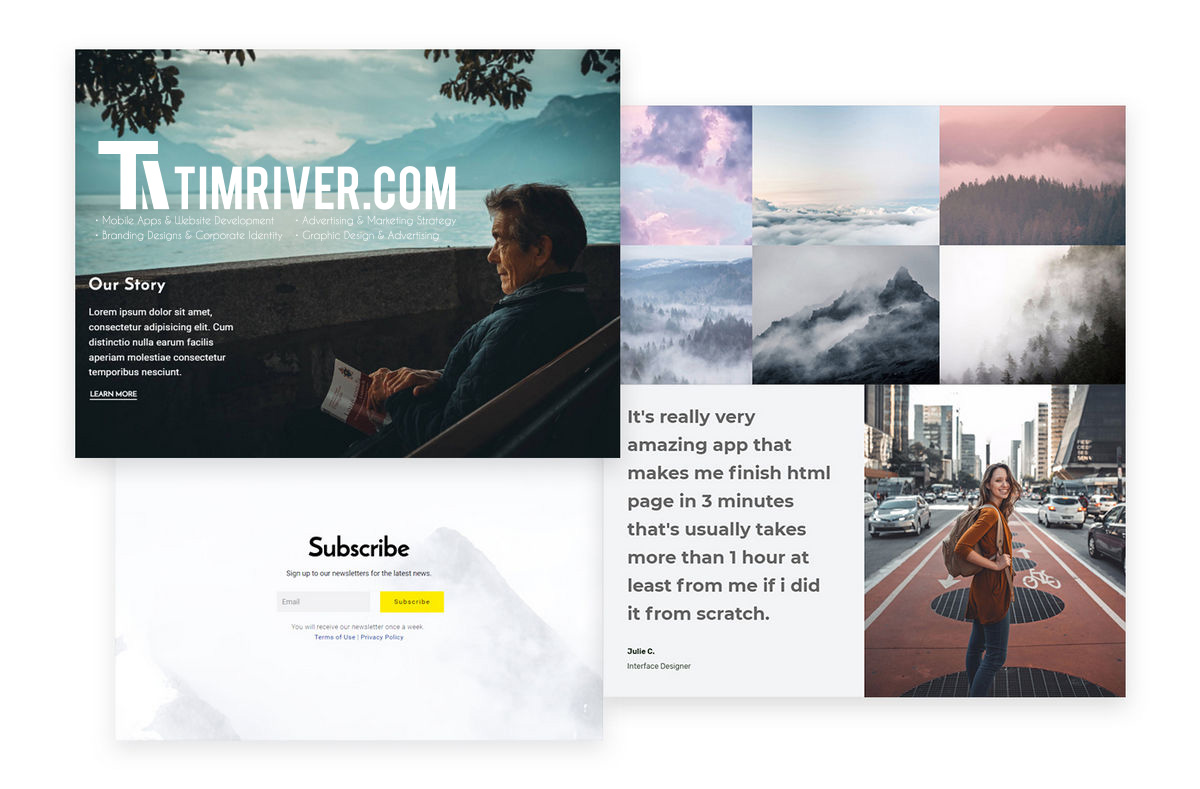 TIMRIVER.COM
• Mobile Apps & Website Development • Advertising & Marketing Strategy
• Branding Designs & Corporate Identity • Graphic Design & Advertising
Our Story
Lorem ipsum dolor sit amet,
consectetur adipisicing elit. Cum
distinctio nulla earum facilis
aperiam molestiae consectetur
temporibus nesciunt.
LEARN MORE
It's really very
amazing app that
makes me finish html
page in 3 minutes
that's usually takes
more than 1 hour at
least from me if i did
it from scratch.
Julie C.
Interface Designer
Subscribe
Sign up to our newsletters for the latest news.
Email Subscribe
You will receive our newsletter once a week.
Terms of Use | Privacy Policy